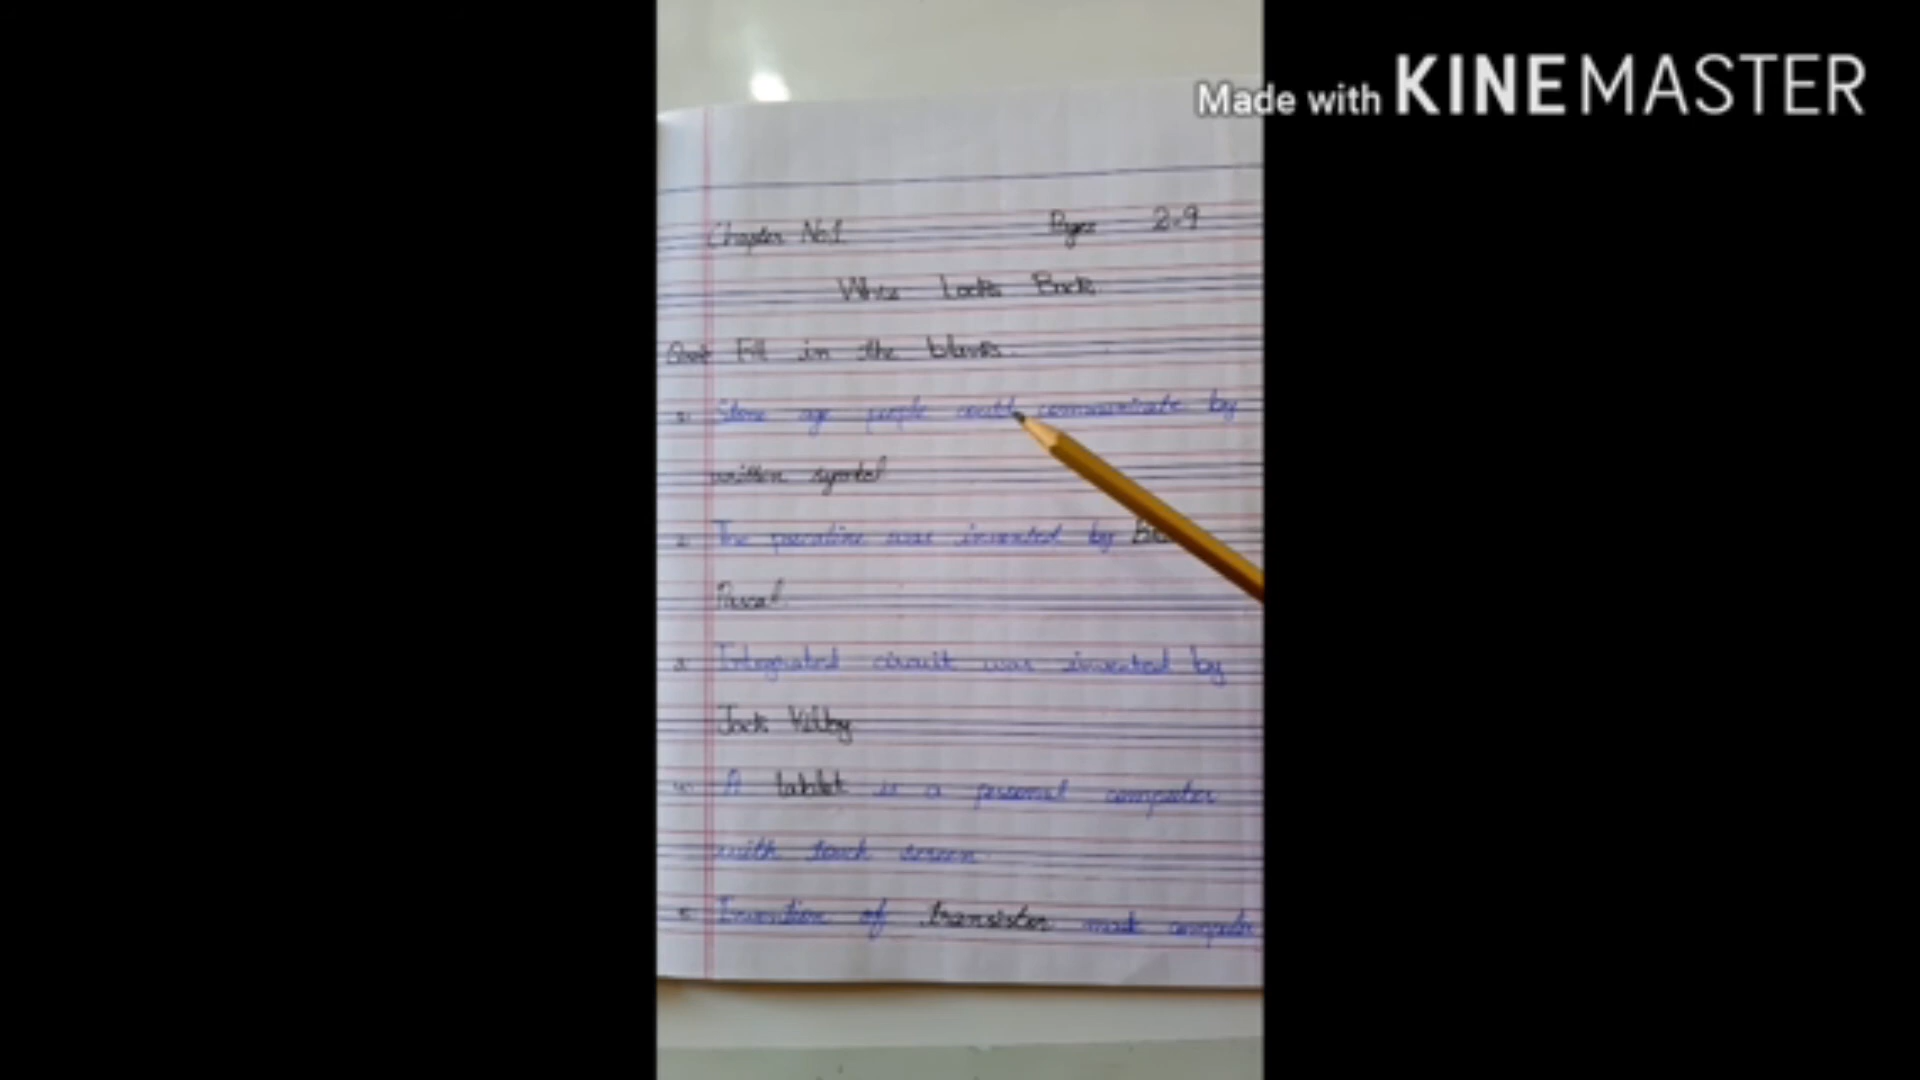 Made with KINEMASTER
Chapter No.1 Pages 2-9
Looks Back
Fill in the blanks.
1. Stone age people could communicate by
written symbol
2. The pascaline was invented by
Pascal.
3. Integrated circuit was invented by
Jack Kilby
4. A tablet is a personal computer
with touch screen.
5. Invention of transistor made computer